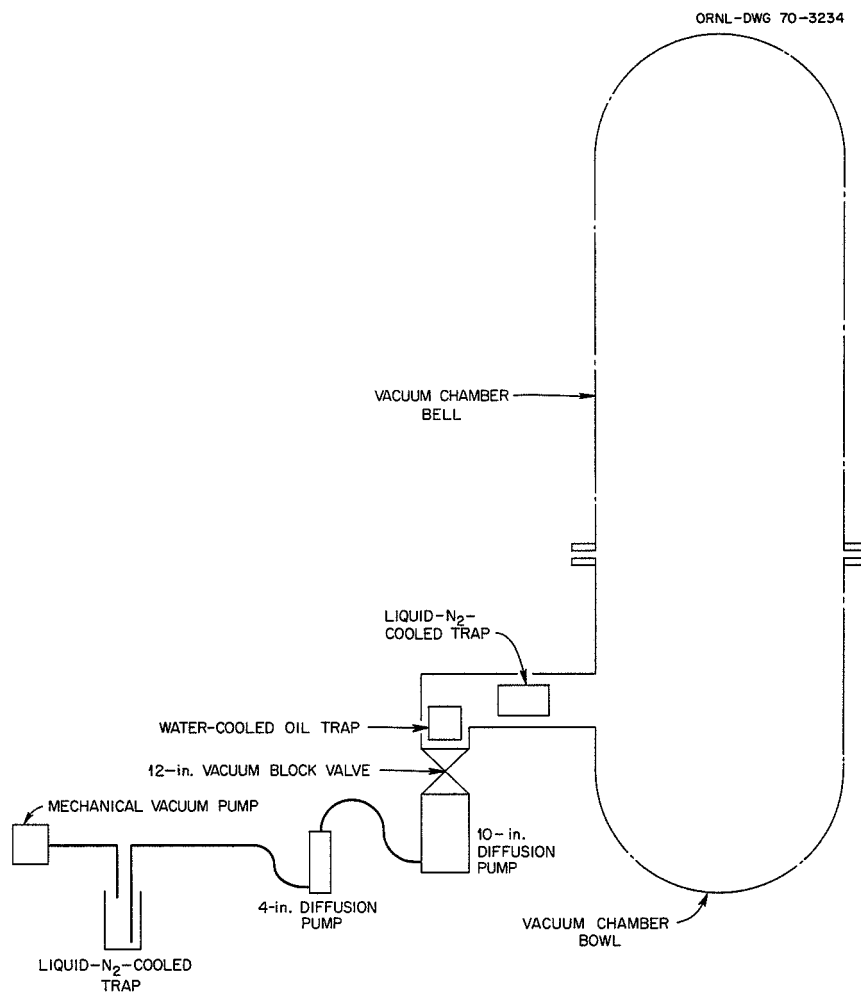 ORNL-DWG 70-3234
VACUUM CHAMBER
BELL
LIQUID-N₂-
COOLED TRAP
WATER-COOLED OIL TRAP
12-in. VACUUM BLOCK VALVE
MECHANICAL VACUUM PUMP
10-in.
DIFFUSION
PUMP
4-in. DIFFUSION
PUMP
VACUUM CHAMBER
BOWL
LIQUID-N₂-COOLED
TRAP